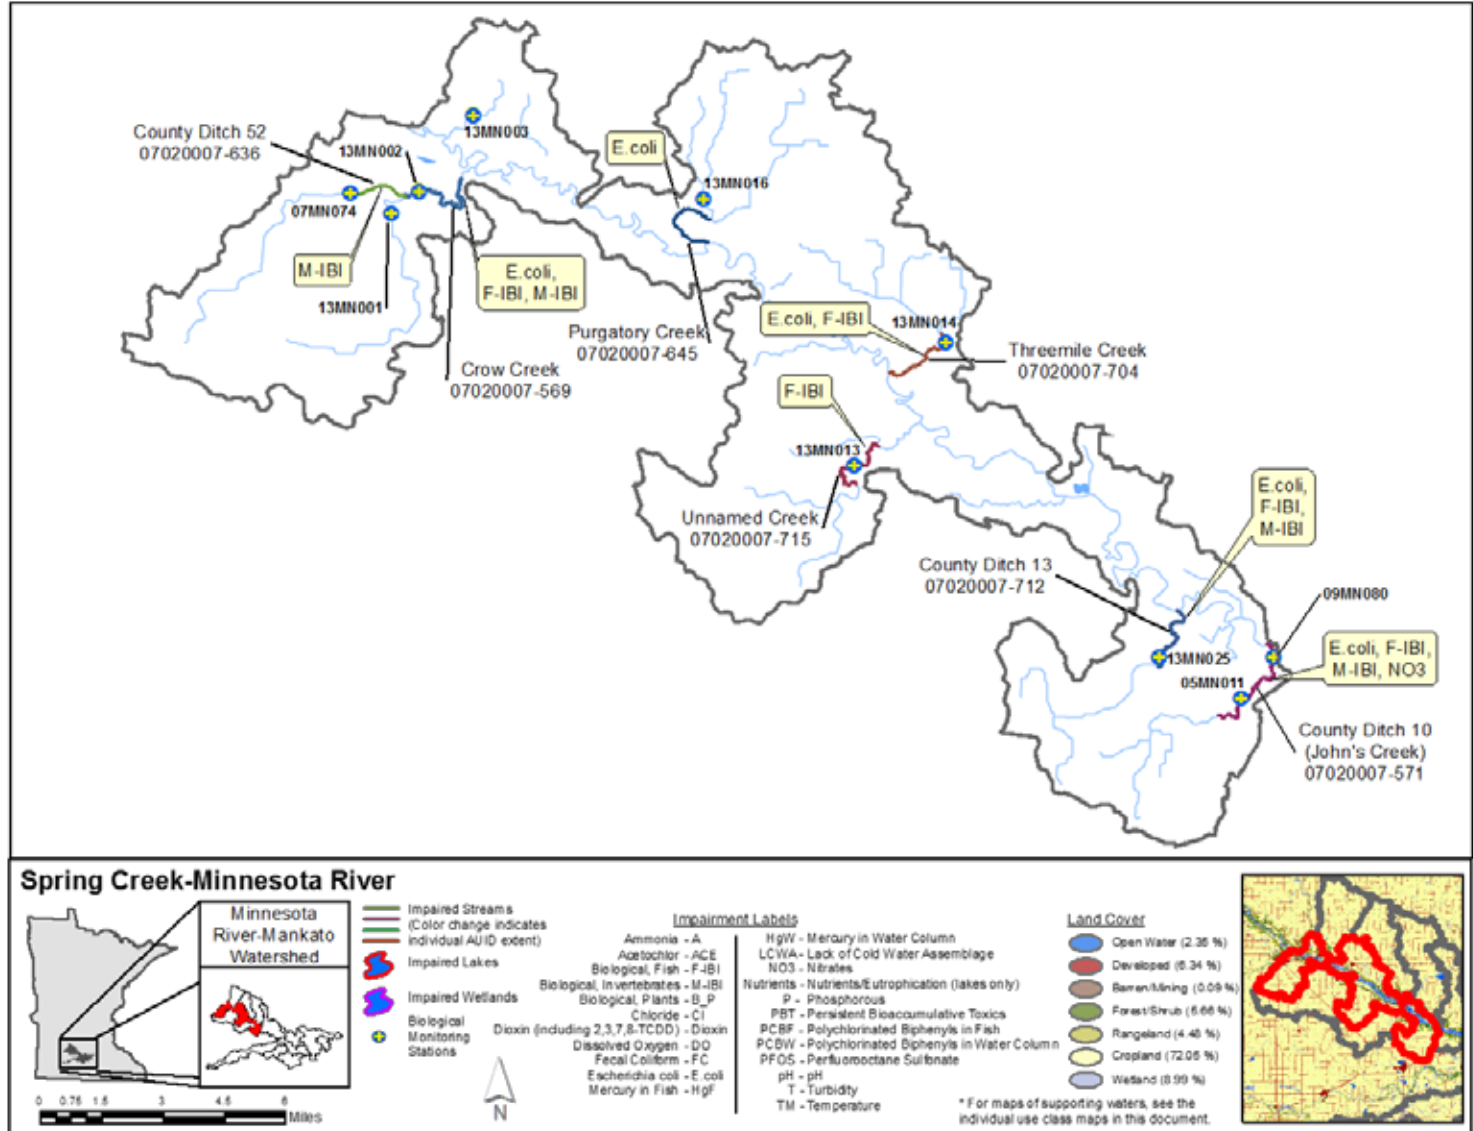 County Ditch 52
07020007-636
13MN002
13MN003
07MN074
M-IBI
13MN001
E.coli,
F-IBI, M-IBI
Crow Creek
07020007-569
E.coli
13MN016
Purgatory Creek
07020007-645
E.coli, F-IBI
13MN014
Threemile Creek
07020007-704
F-IBI
13MN013
Unnamed Creek
07020007-715
E.coli,
F-IBI,
M-IBI
County Ditch 13
07020007-712
09MN080
13MN025
05MN011
E.coli, F-IBI,
M-IBI, NO3
County Ditch 10
(John's Creek)
07020007-571
Spring Creek-Minnesota River
Minnesota
River-Mankato
Watershed
0 0.75 1.5 3 4.5 6
Miles
Impaired Streams
(Color change indicates
individual AUID extent)
Impaired Lakes
Impaired Wetlands
Biological
Monitoring
Stations
N
Impairment Labels
Ammonia - A
Acetochlor - ACE
Biological, Fish - F-IBI
Biological, Invertebrates - M-IBI
Biological, Plants - B_P
Chloride - Cl
Dioxin (including 2,3,7,8-TCDD) - Dioxin
Dissolved Oxygen - DO
Fecal Coliform - FC
Escherichia coli - E.coli
Mercury in Fish - HgF
HgW - Mercury in Water Column
LCWA - Lack of Cold Water Assemblage
NO3 - Nitrates
Nutrients - Nutrients/Eutrophication (lakes only)
P - Phosphorous
PBT - Persistent Bioaccumulative Toxics
PCBF - Polychlorinated Biphenyls in Fish
PCBW - Polychlorinated Biphenyls in Water Column
PFOS - Perfluorooctane Sulfonate
pH - pH
T - Turbidity
TM - Temperature
Land Cover
Open Water (2.35 %)
Developed (6.34 %)
Barren/Mining (0.09 %)
Forest/Shrub (5.66 %)
Rangeland (4.48 %)
Cropland (72.05 %)
Wetland (8.99 %)
* For maps of supporting waters, see the
individual use class maps in this document.